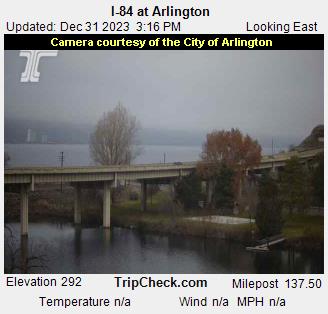 I-84 at Arlington
Updated: Dec 31 2023 3:16 PM Looking East
Camera courtesy of the City of Arlington
Elevation 292 TripCheck.com Milepost 137.50
Temperature n/a Wind n/a MPH n/a